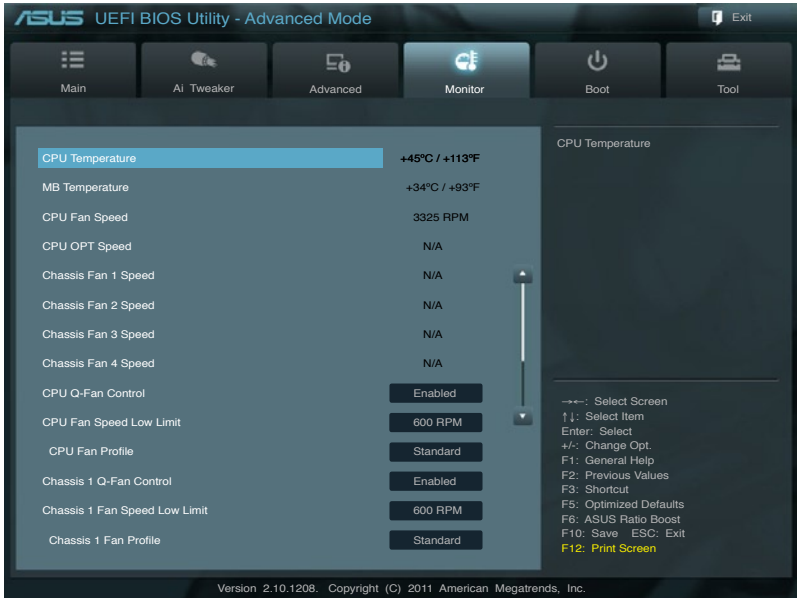 ASUS UEFI BIOS Utility - Advanced Mode
Exit
Main Ai Tweaker Advanced Monitor Boot Tool
CPU Temperature +45ºC / +113ºF
MB Temperature +34ºC / +93ºF
CPU Fan Speed 3325 RPM
CPU OPT Speed N/A
Chassis Fan 1 Speed N/A
Chassis Fan 2 Speed N/A
Chassis Fan 3 Speed N/A
Chassis Fan 4 Speed N/A
CPU Q-Fan Control Enabled
CPU Fan Speed Low Limit 600 RPM
CPU Fan Profile Standard
Chassis 1 Q-Fan Control Enabled
Chassis 1 Fan Speed Low Limit 600 RPM
Chassis 1 Fan Profile Standard
CPU Temperature
→←: Select Screen
↑↓: Select Item
Enter: Select
+/-: Change Opt.
F1: General Help
F2: Previous Values
F3: Shortcut
F5: Optimized Defaults
F6: ASUS Ratio Boost
F10: Save ESC: Exit
F12: Print Screen
Version 2.10.1208. Copyright (C) 2011 American Megatrends, Inc.